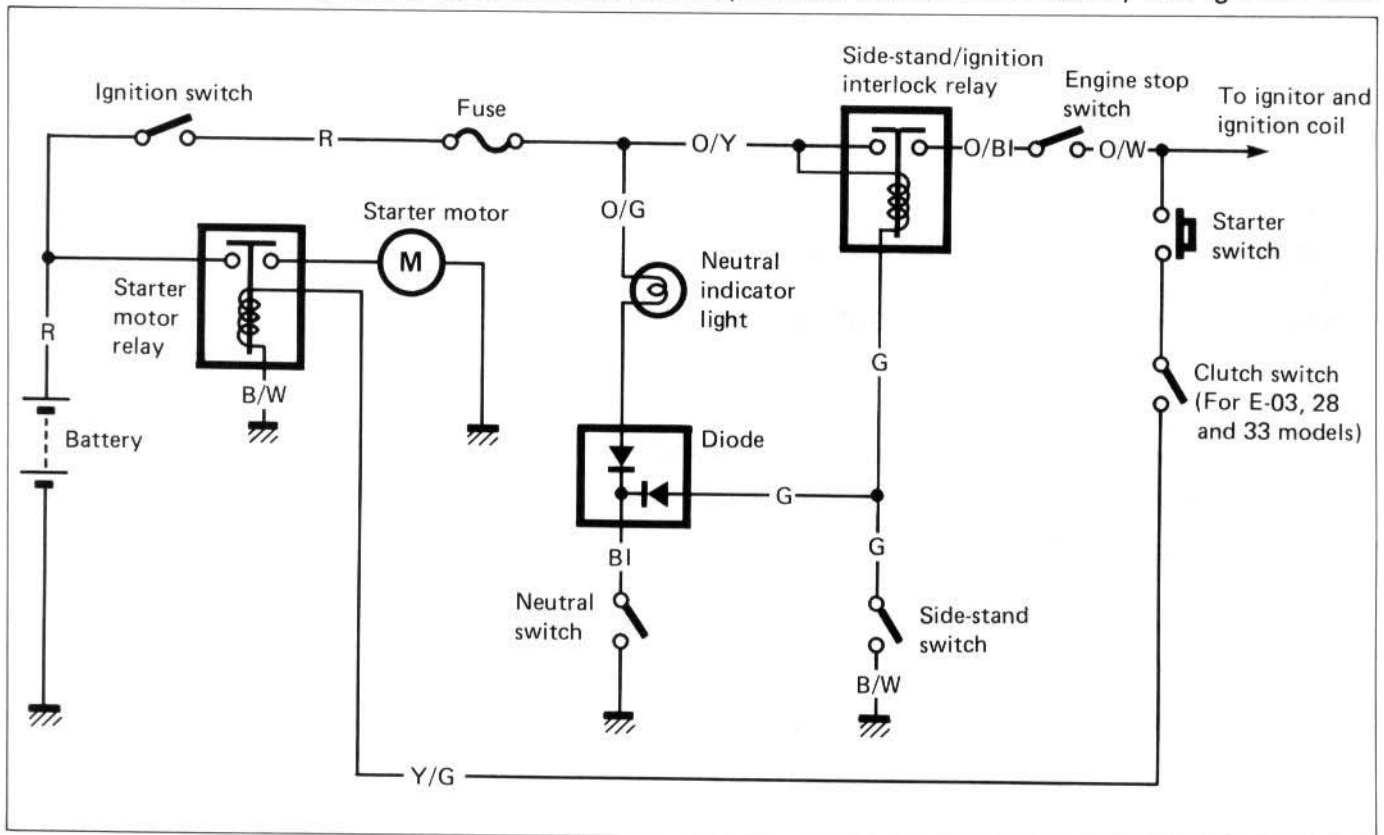 Side-stand/ignition
interlock relay
Engine stop
switch
To ignitor and
ignition coil
Ignition switch
Fuse
R
O/Y
O/Bl
O/W
Starter motor
M
O/G
Starter
switch
Neutral
indicator
light
Starter
motor
relay
R
B/W
G
Clutch switch
(For E-03, 28
and 33 models)
Battery
Diode
G
G
Bl
Neutral
switch
Side-stand
switch
B/W
Y/G